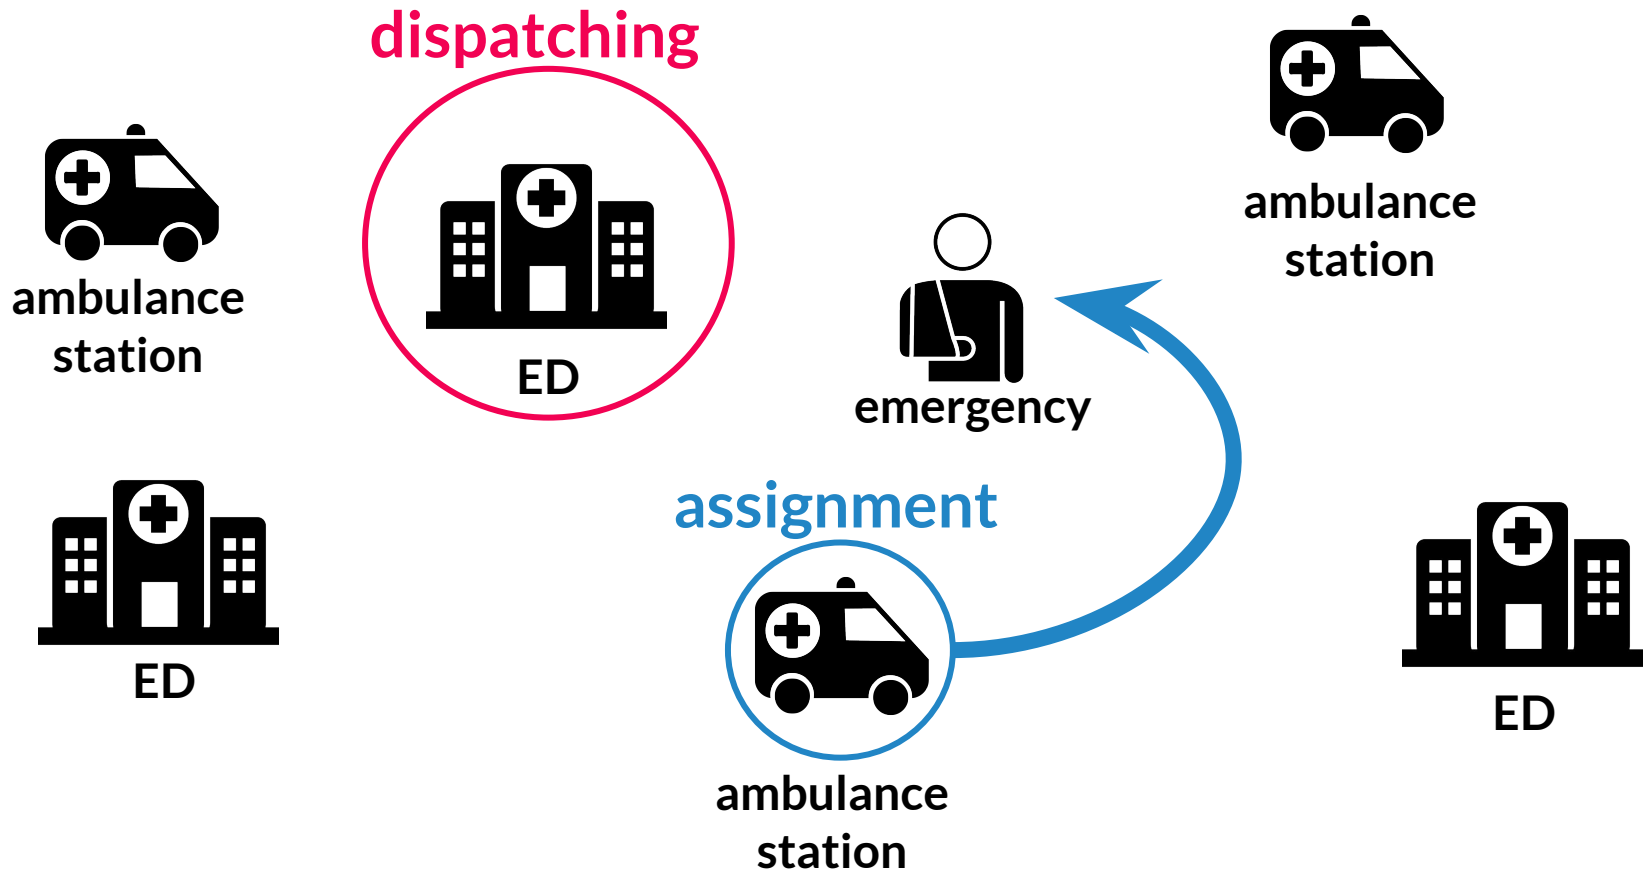 dispatching
ambulance
station
ED
ambulance
station
emergency
ED
assignment
ambulance
station
ED